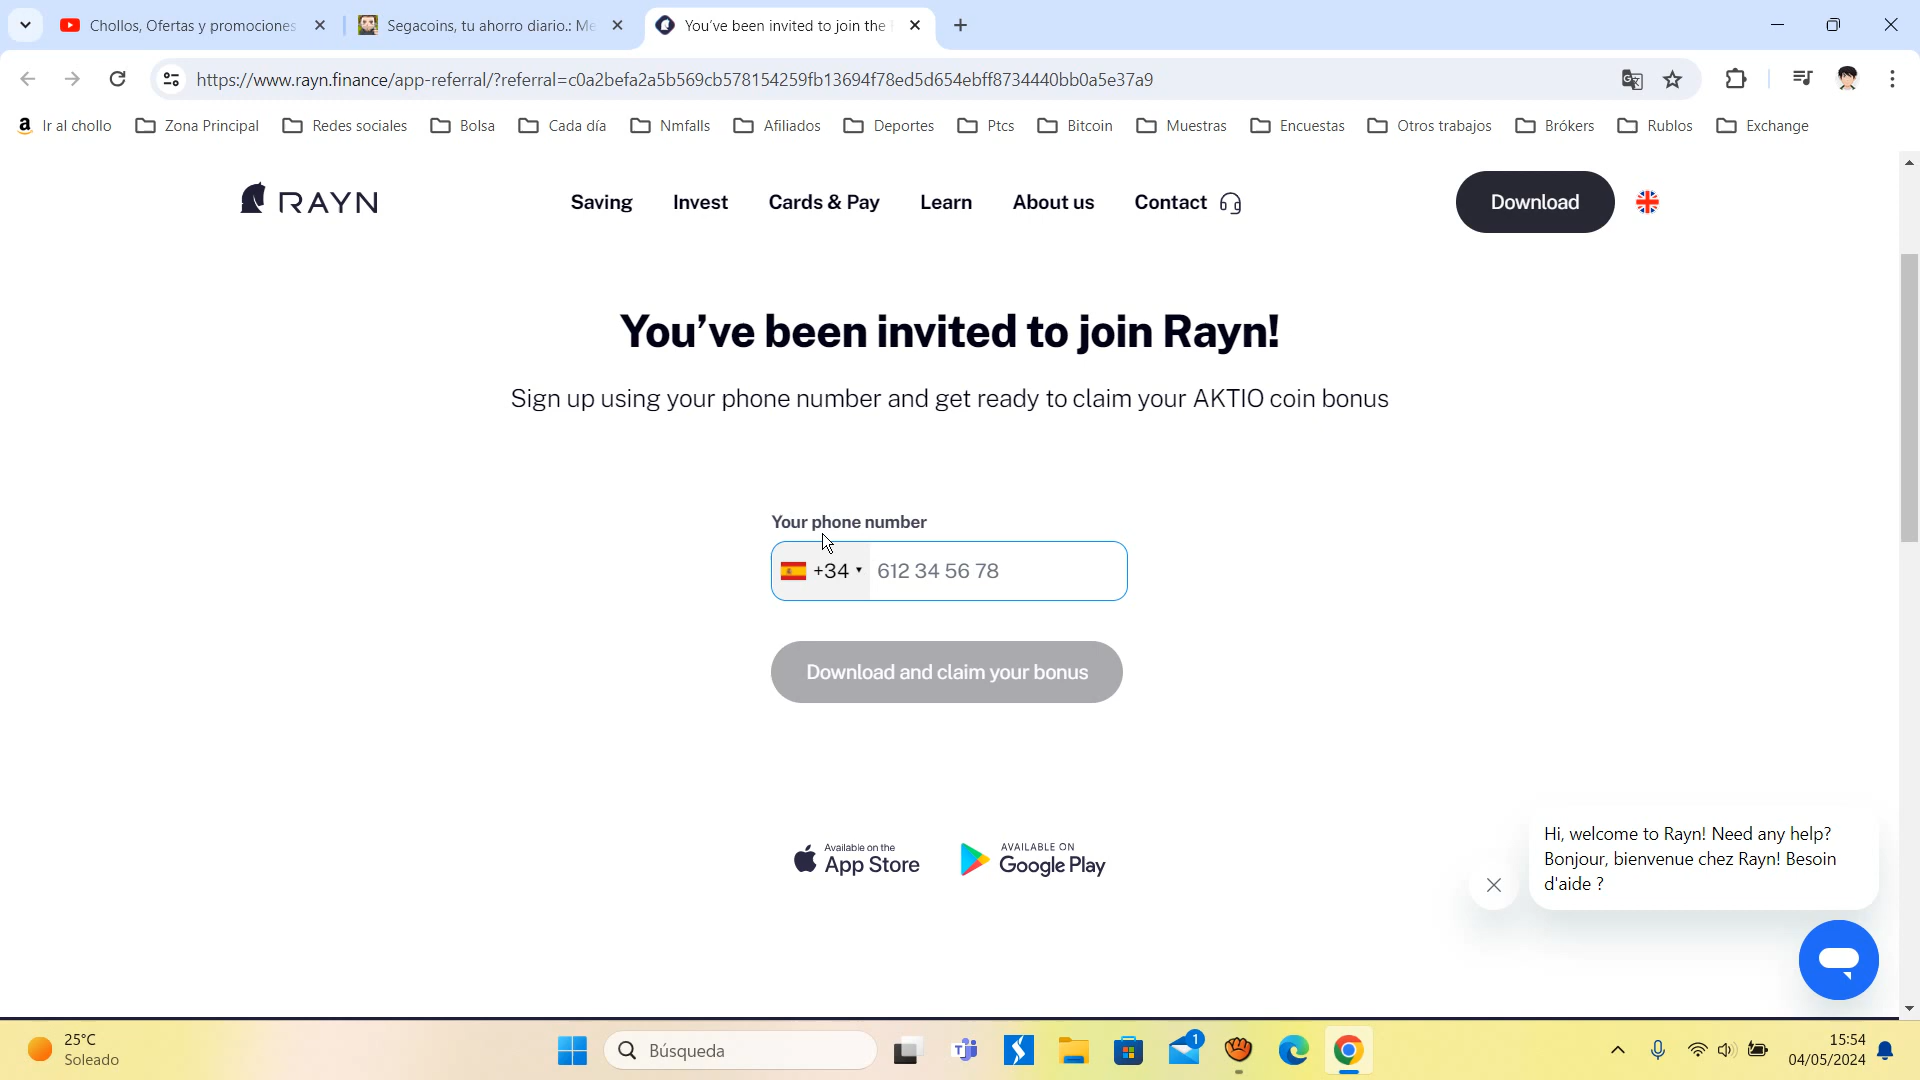 Chollos, Ofertas y promociones
Segacoins, tu ahorro diario.: Me
You've been invited to join the
https://www.rayn.finance/app-referral/?referral=c0a2befa2a5b569cb578154259fb13694f78ed5d654ebff8734440bb0a5e37a9
Ir al chollo
Zona Principal
Redes sociales
Bolsa
Cada día
Nmfalls
Afiliados
Deportes
Ptcs
Bitcoin
Muestras
Encuestas
Otros trabajos
Brókers
Rublos
Exchange
RAYN
Saving
Invest
Cards & Pay
Learn
About us
Contact
Download
You've been invited to join Rayn!
Sign up using your phone number and get ready to claim your AKTIO coin bonus
Your phone number
+34
612 34 56 78
Download and claim your bonus
Available on the
App Store
AVAILABLE ON
Google Play
Hi, welcome to Rayn! Need any help?
Bonjour, bienvenue chez Rayn! Besoin
d'aide ?
25°C
Soleado
Búsqueda
1
15:54
04/05/2024